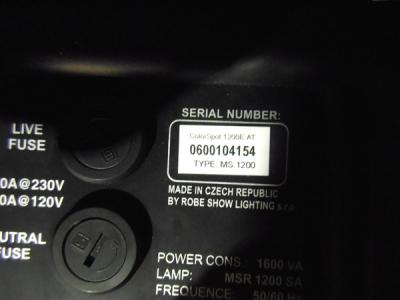 SERIAL NUMBER:
ColorSpot 1200E AT
0600104154
TYPE: MS 1200
LIVE
FUSE
0A@230V
0A@120V
MADE IN CZECH REPUBLIC
BY ROBE SHOW LIGHTING s.r.o
UTRAL
FUSE
POWER CONS.: 1600 VA
LAMP: MSR 1200 SA
FREQUENCE: 50/60 Hz